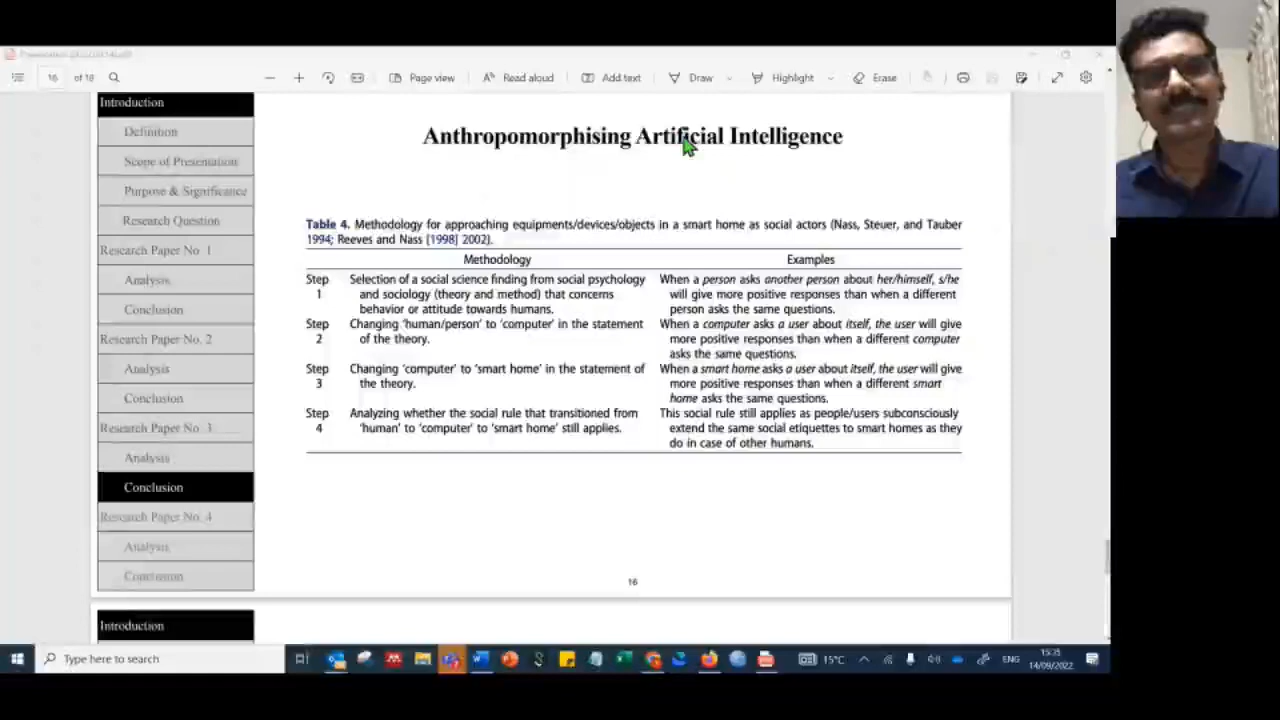 16 of 18
Page view
Read aloud
Add text
Draw
Highlight
Erase
Introduction
Definition
Scope of Presentation
Purpose & Significance
Research Question
Research Paper No 1
Analysis
Conclusion
Research Paper No. 2
Analysis
Conclusion
Research Paper No. 3
Analysis
Conclusion
Research Paper No. 4
Analysis
Conclusion
Anthropomorphising Artificial Intelligence
Table 4. Methodology for approaching equipments/devices/objects in a smart home as social actors (Nass, Steuer, and Tauber
1994; Reeves and Nass [1998] 2002).
Methodology Examples
Step Selection of a social science finding from social psychology When a person asks another person about her/himself, s/he
1 and sociology (theory and method) that concerns will give more positive responses than when a different
behavior or attitude towards humans. person asks the same questions.
Step Changing 'human/person' to 'computer' in the statement When a computer asks a user about itself, the user will give
2 of the theory. more positive responses than when a different computer
asks the same questions.
Step Changing 'computer' to 'smart home' in the statement of When a smart home asks a user about itself, the user will give
3 the theory. more positive responses than when a different smart
home asks the same questions.
Step Analyzing whether the social rule that transitioned from This social rule still applies as people/users subconsciously
4 'human' to 'computer' to 'smart home' still applies. extend the same social etiquettes to smart homes as they
do in case of other humans.
16
Introduction
Type here to search
15°C
ENG
15:35
14/09/2022